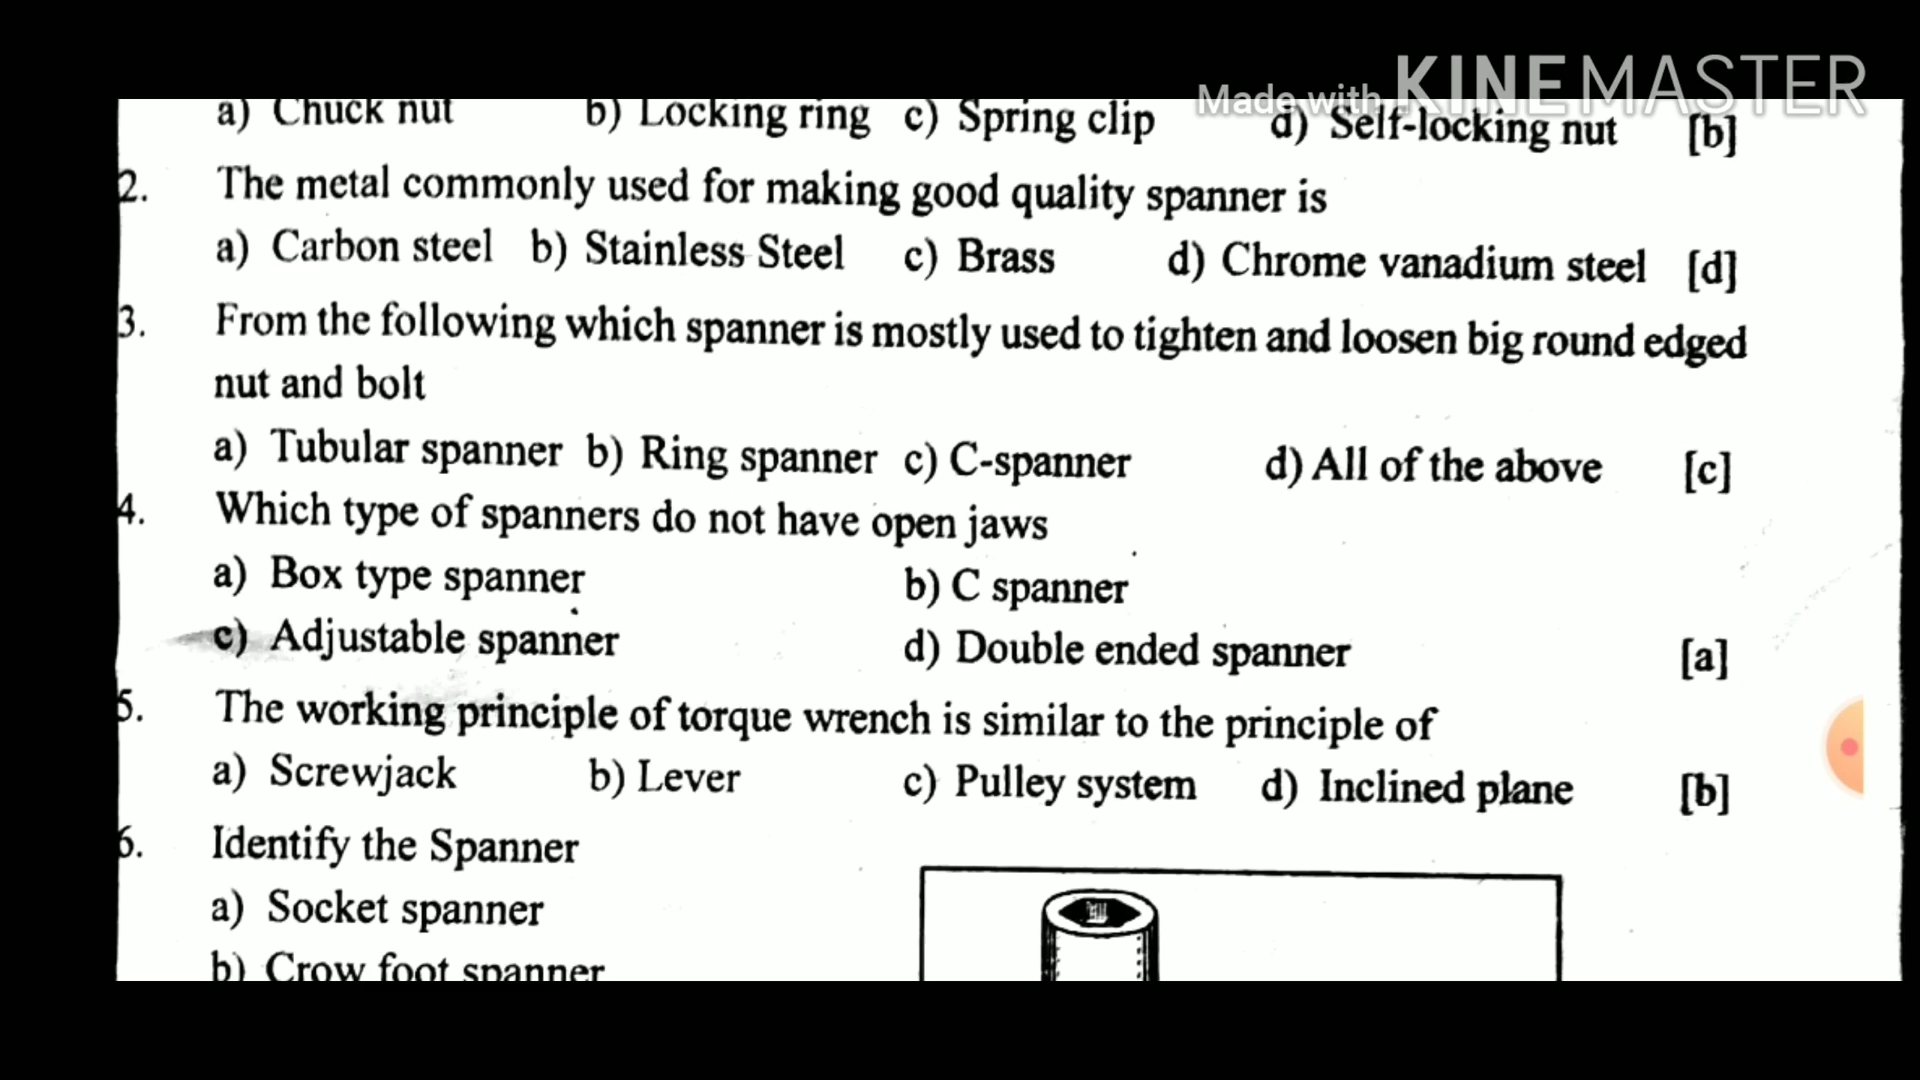 Made with KINEMASTER
a) Chuck nut b) Locking ring c) Spring clip d) Self-locking nut [b]
2. The metal commonly used for making good quality spanner is
a) Carbon steel b) Stainless Steel c) Brass d) Chrome vanadium steel [d]
3. From the following which spanner is mostly used to tighten and loosen big round edged
nut and bolt
a) Tubular spanner b) Ring spanner c) C-spanner d) All of the above [c]
4. Which type of spanners do not have open jaws
a) Box type spanner b) C spanner
c) Adjustable spanner d) Double ended spanner [a]
5. The working principle of torque wrench is similar to the principle of
a) Screwjack b) Lever c) Pulley system d) Inclined plane [b]
6. Identify the Spanner
a) Socket spanner
b) Crow foot spanner